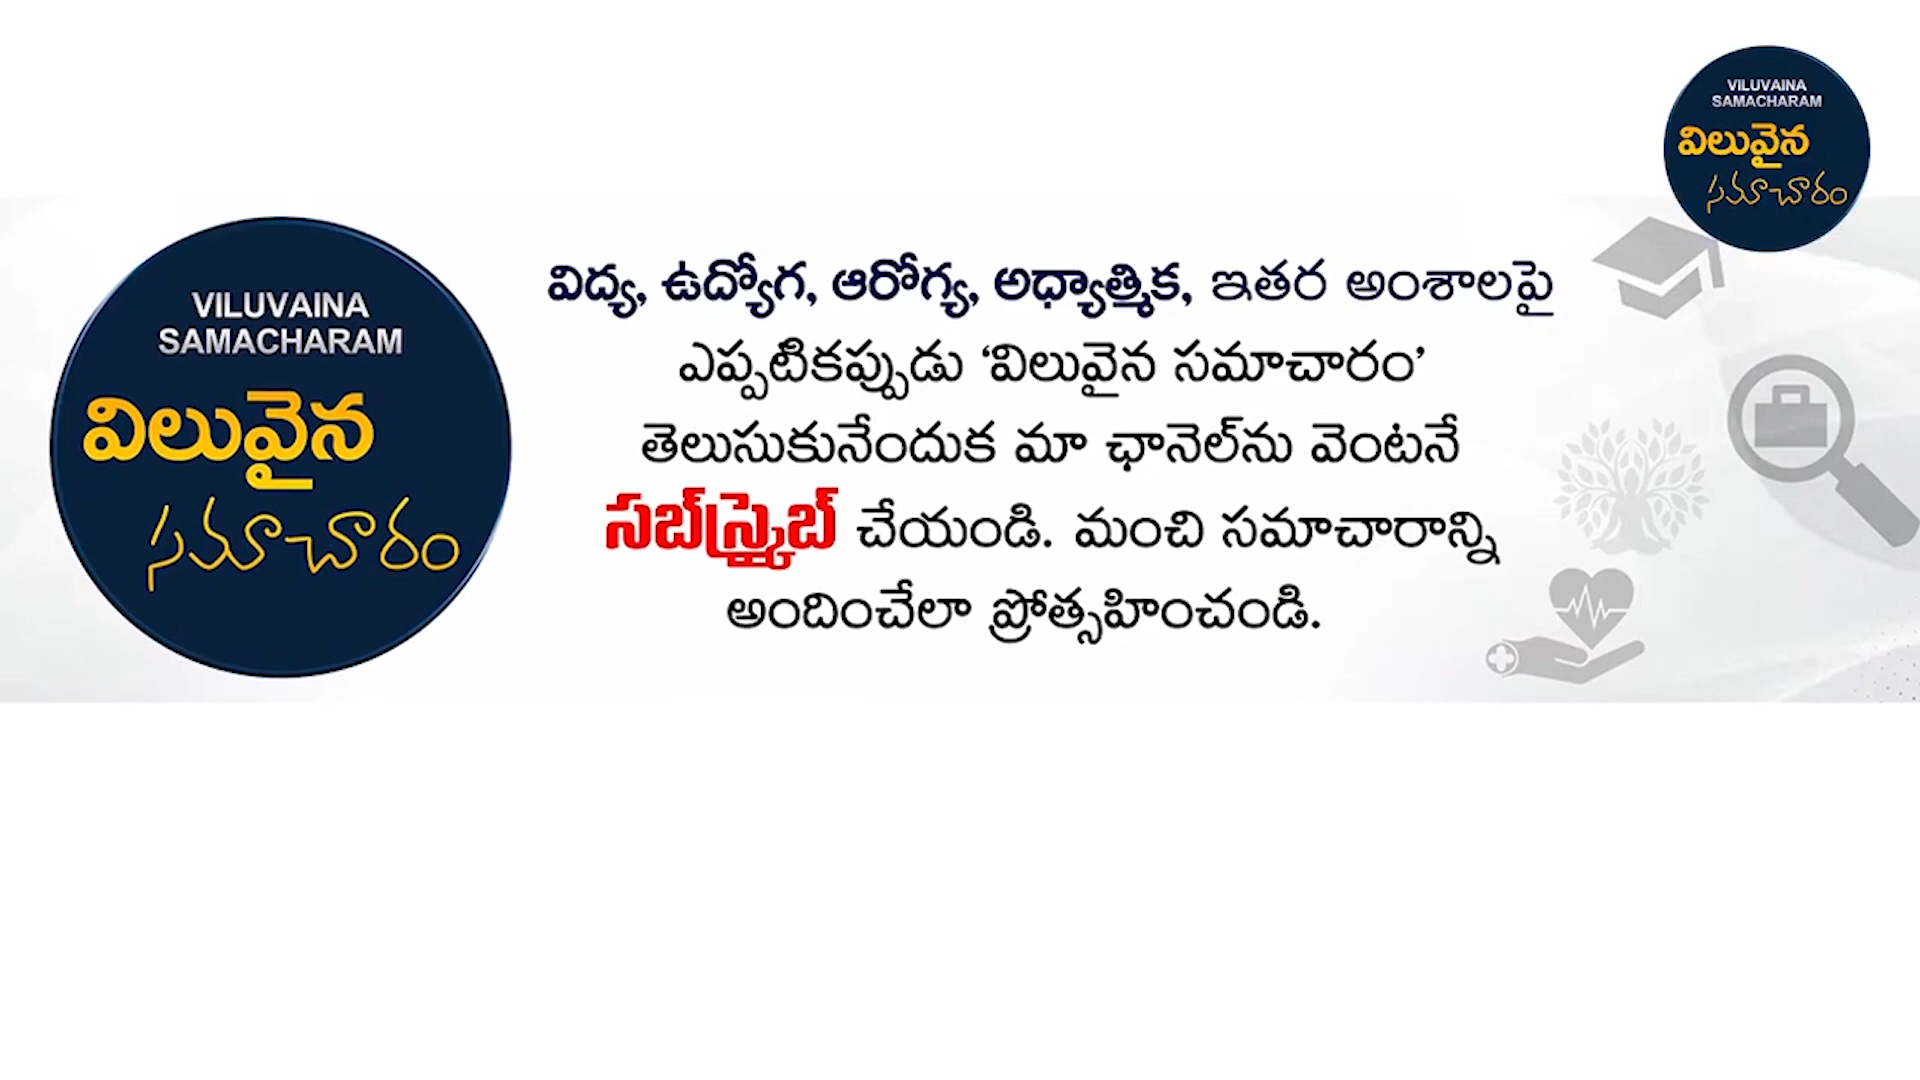 VILUVAINA
SAMACHARAM
విలువైన
సమాచారం
VILUVAINA
SAMACHARAM
విలువైన
సమాచారం
విద్య, ఉద్యోగ, ఆరోగ్య, అధ్యాత్మిక, ఇతర అంశాలపై
ఎప్పటికప్పుడు ‘విలువైన సమాచారం’
తెలుసుకునేందుక మా ఛానెల్‌ను వెంటనే
సబ్‌స్క్రైబ్ చేయండి. మంచి సమాచారాన్ని
అందించేలా ప్రోత్సహించండి.